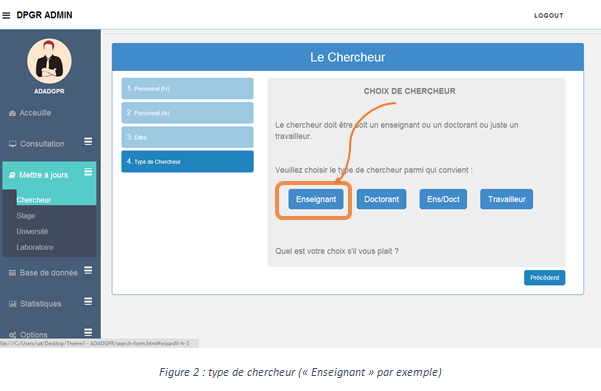 DPGR ADMIN
LOGOUT
ADADGPR
Acceuille
Consultation
Mettre à jours
Chercheur
Stage
Université
Laboratoire
Base de donnée
Statistiques
Options
Le Chercheur
1. Personnel (Fr)
2. Personnel (Ar)
3. Extra
4. Type de Chercheur
CHOIX DE CHERCHEUR
Le chercheur doit être soit un enseignant ou un doctorant ou juste un
travailleur.
Veuillez choisir le type de chercheur parmi qui convient :
Enseignant
Doctorant
Ens/Doct
Travailleur
Quel est votre choix s'il vous plait ?
Précédent
file:///C:/Users/sat/Desktop/Theme1 - ADADGPR/search-form.html#wizardV-h-3
Figure 2 : type de chercheur (« Enseignant » par exemple)